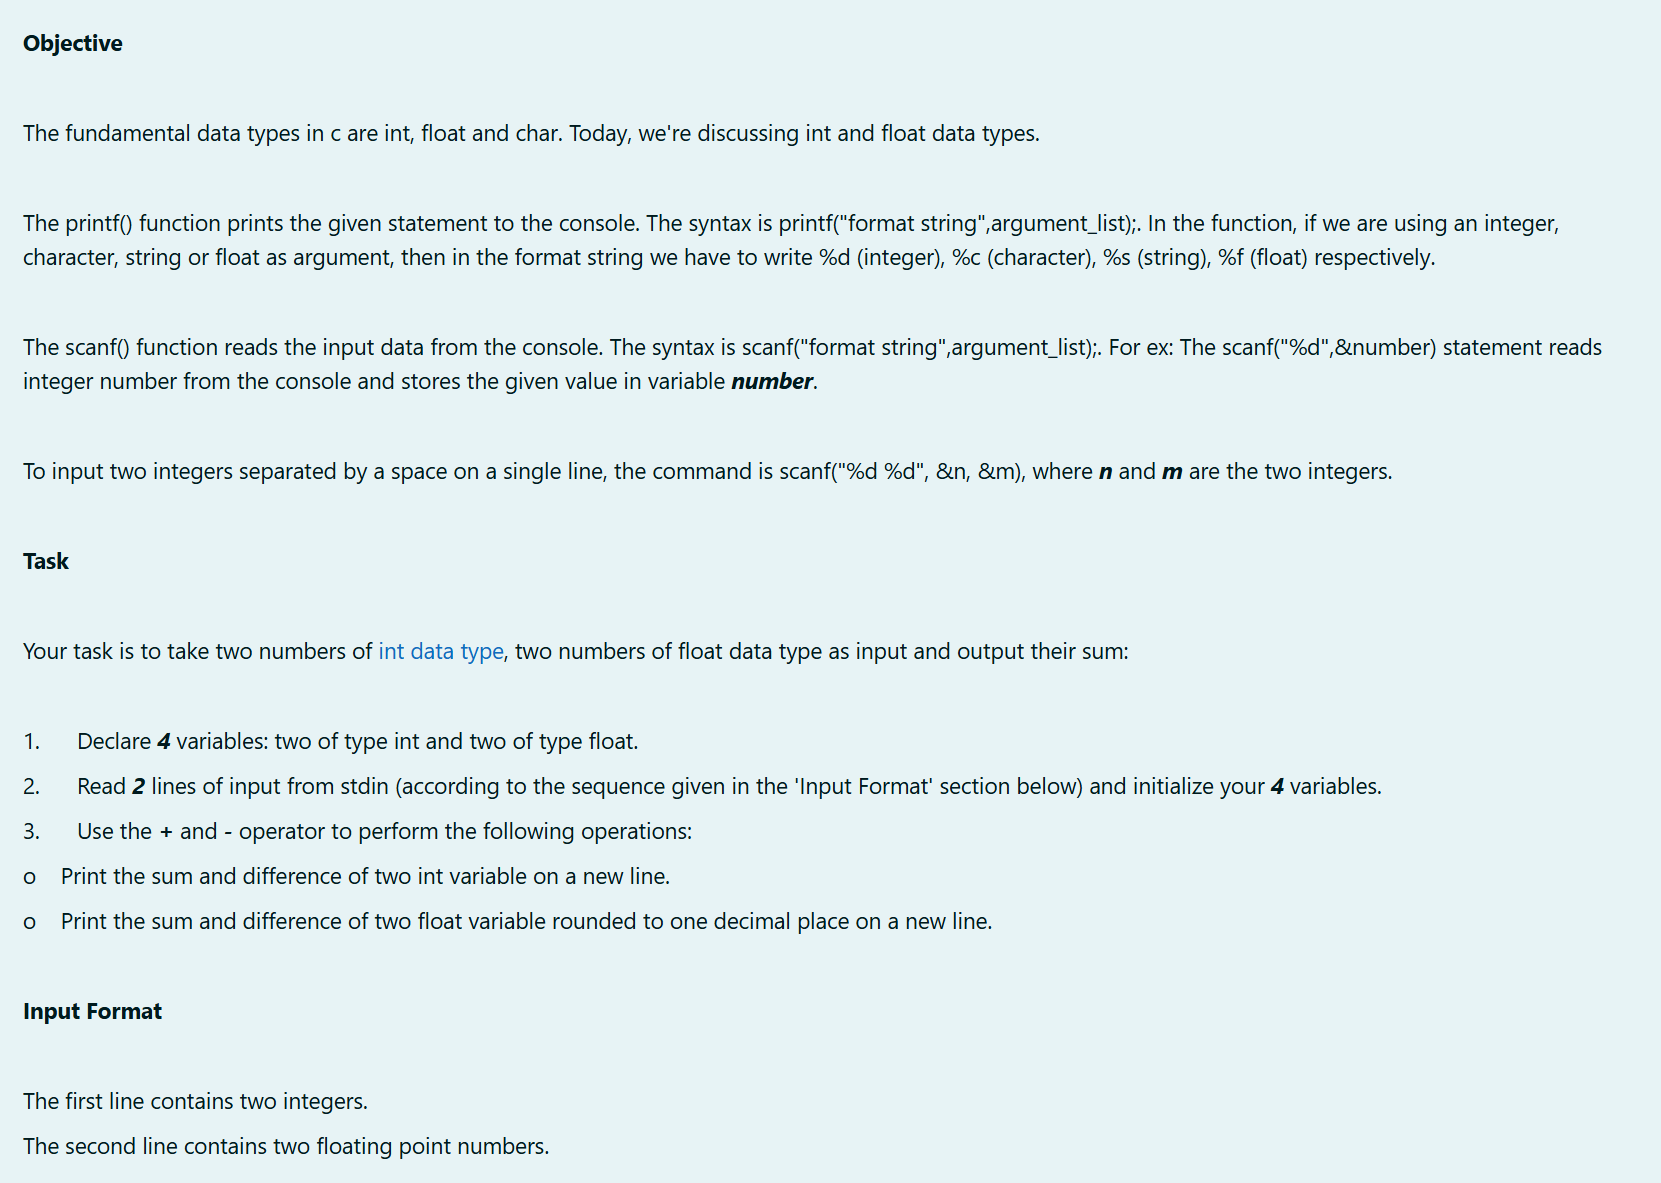 Objective
The fundamental data types in c are int, float and char. Today, we're discussing int and float data types.
The printf() function prints the given statement to the console. The syntax is printf("format string",argument_list);. In the function, if we are using an integer,
character, string or float as argument, then in the format string we have to write %d (integer), %c (character), %s (string), %f (float) respectively.
The scanf() function reads the input data from the console. The syntax is scanf("format string",argument_list);. For ex: The scanf("%d",&number) statement reads
integer number from the console and stores the given value in variable number.
To input two integers separated by a space on a single line, the command is scanf("%d %d", &n, &m), where n and m are the two integers.
Task
Your task is to take two numbers of int data type, two numbers of float data type as input and output their sum:
1. Declare 4 variables: two of type int and two of type float.
2. Read 2 lines of input from stdin (according to the sequence given in the 'Input Format' section below) and initialize your 4 variables.
3. Use the + and - operator to perform the following operations:
o Print the sum and difference of two int variable on a new line.
o Print the sum and difference of two float variable rounded to one decimal place on a new line.
Input Format
The first line contains two integers.
The second line contains two floating point numbers.